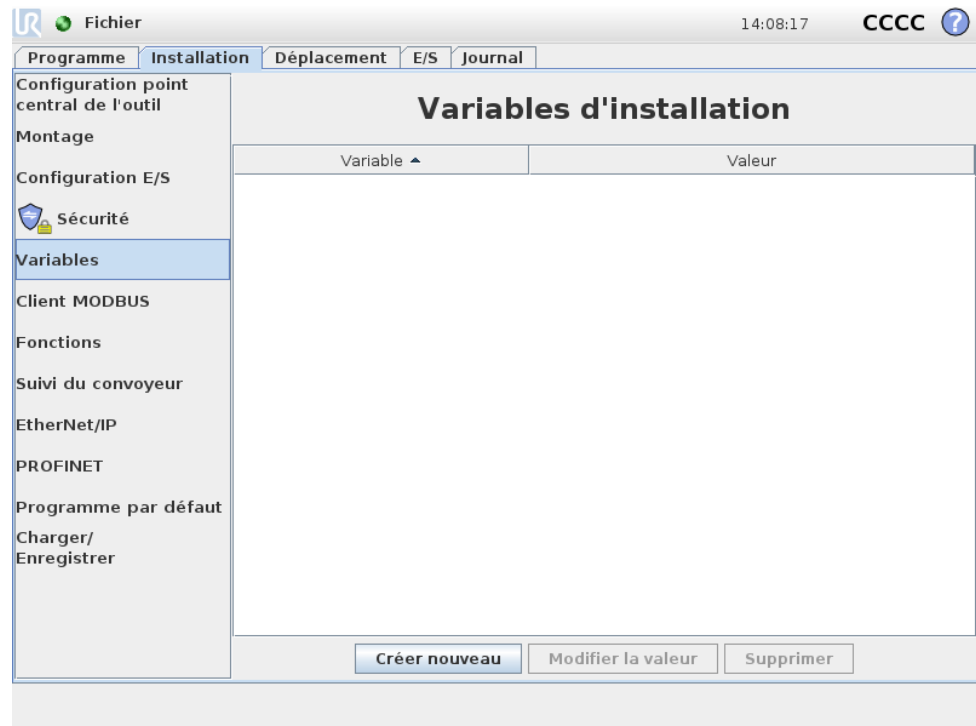 UR Fichier 14:08:17 CCCC ?
Programme Installation Déplacement E/S Journal
Configuration point
central de l'outil
Montage
Configuration E/S
Sécurité
Variables
Client MODBUS
Fonctions
Suivi du convoyeur
EtherNet/IP
PROFINET
Programme par défaut
Charger/
Enregistrer
Variables d'installation
Variable Valeur
Créer nouveau Modifier la valeur Supprimer